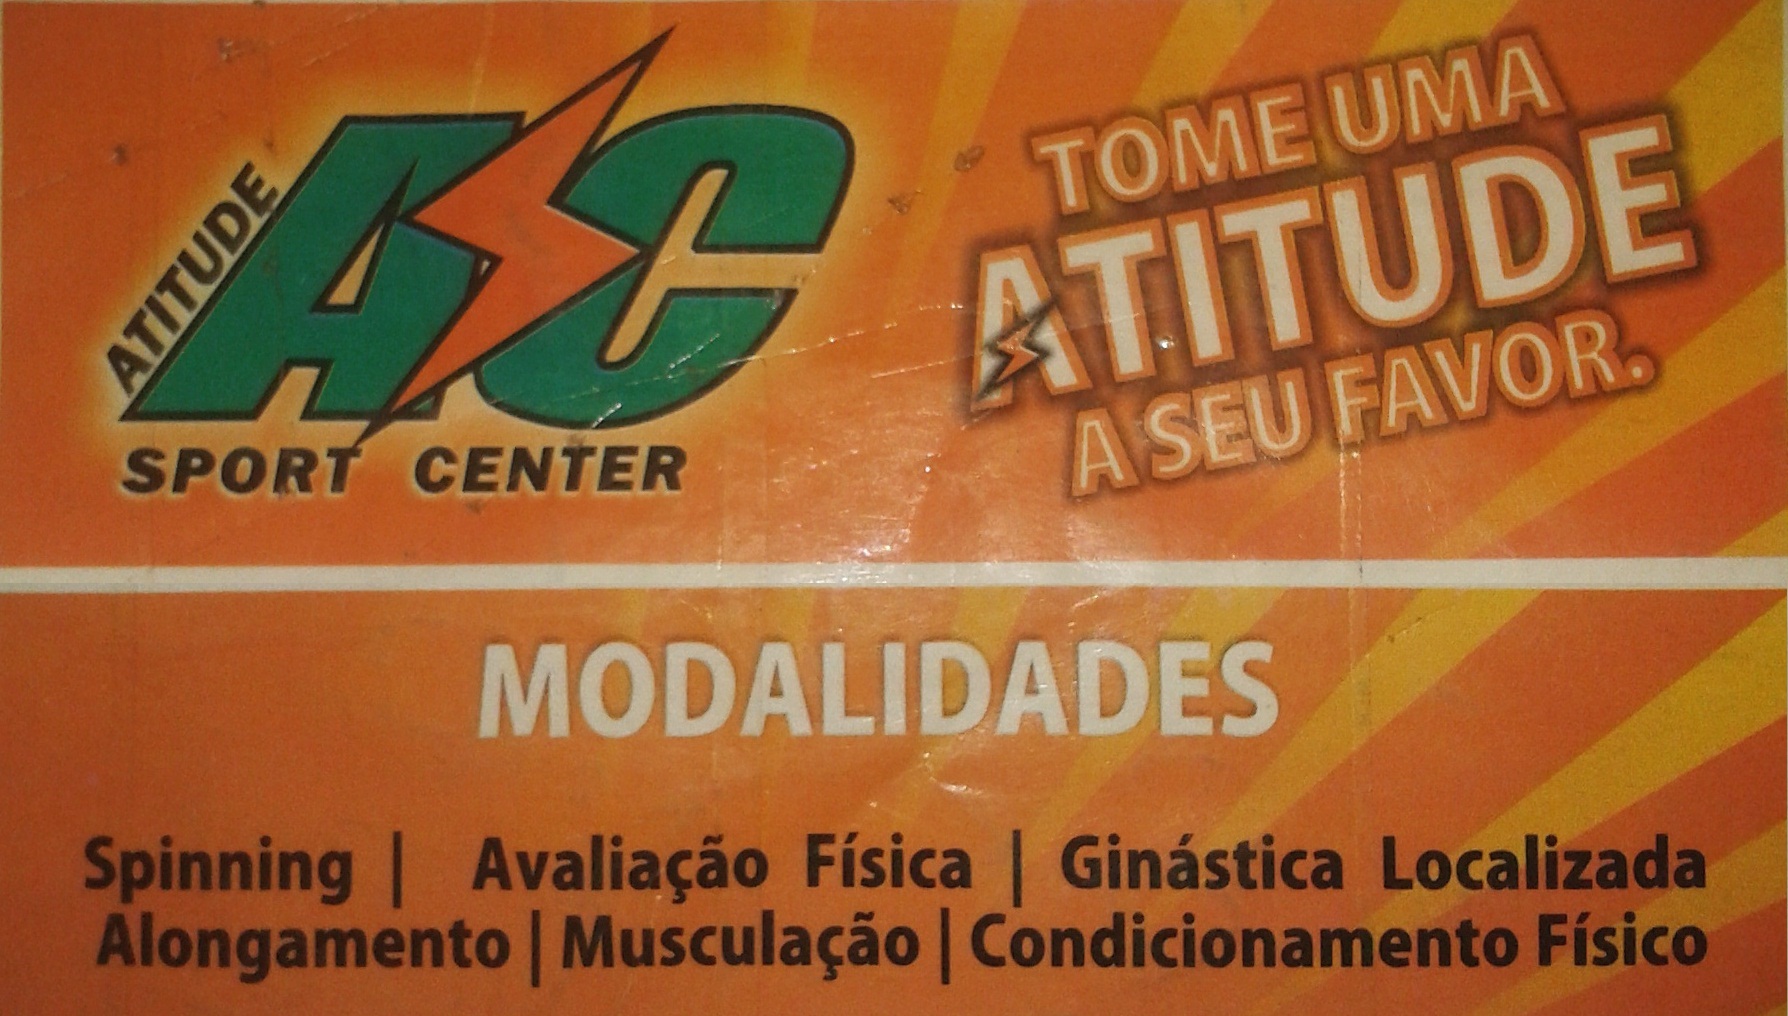 ATITUDE
AC
SPORT CENTER
TOME UMA
ATITUDE
A SEU FAVOR.
MODALIDADES
Spinning | Avaliação Física | Ginástica Localizada
Alongamento | Musculação | Condicionamento Físico